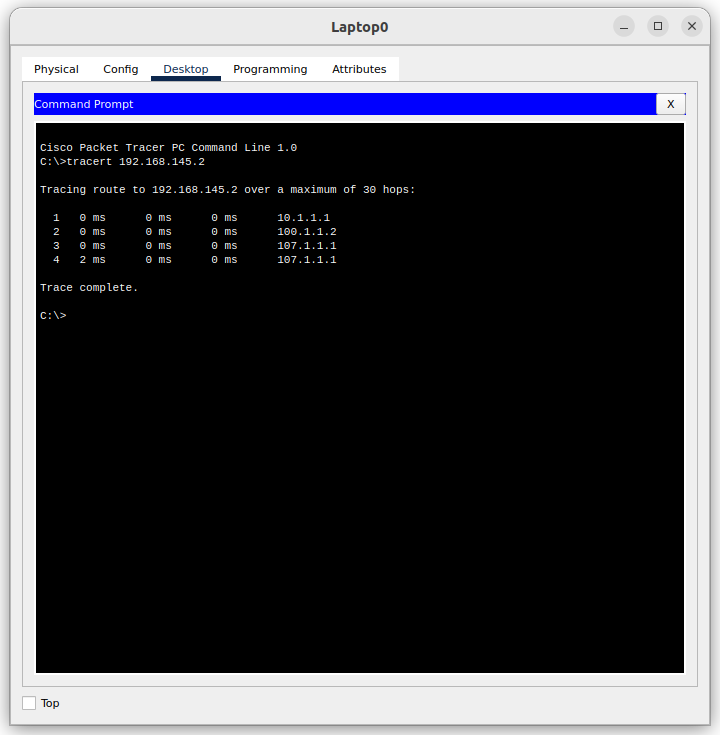 Laptop0
Physical Config Desktop Programming Attributes
Command Prompt X
Cisco Packet Tracer PC Command Line 1.0
C:\>tracert 192.168.145.2
Tracing route to 192.168.145.2 over a maximum of 30 hops:
1 0 ms 0 ms 0 ms 10.1.1.1
2 0 ms 0 ms 0 ms 100.1.1.2
3 0 ms 0 ms 0 ms 107.1.1.1
4 2 ms 0 ms 0 ms 107.1.1.1
Trace complete.
C:\>
Top